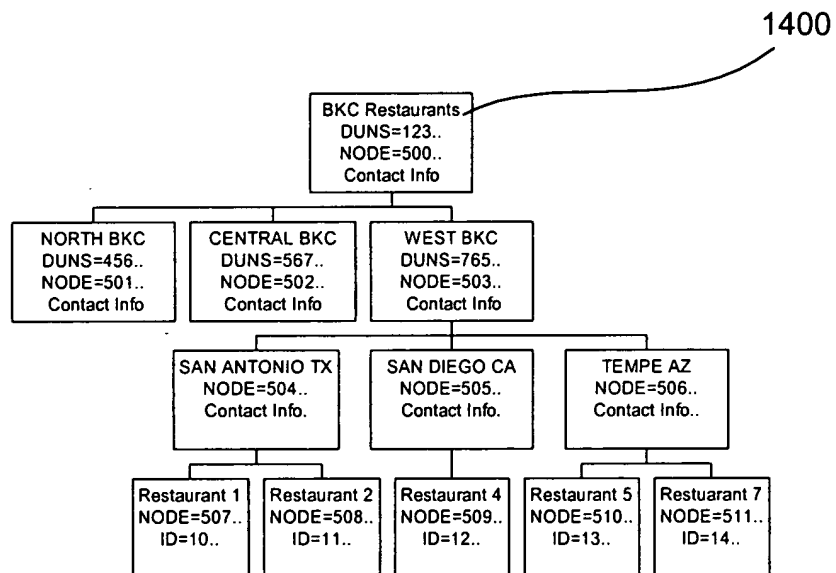 1400
BKC Restaurants
DUNS=123..
NODE=500..
Contact Info
NORTH BKC
DUNS=456..
NODE=501..
Contact Info
CENTRAL BKC
DUNS=567..
NODE=502..
Contact Info
WEST BKC
DUNS=765..
NODE=503..
Contact Info
SAN ANTONIO TX
NODE=504..
Contact Info.
SAN DIEGO CA
NODE=505..
Contact Info.
TEMPE AZ
NODE=506..
Contact Info..
Restaurant 1
NODE=507..
ID=10..
Restaurant 2
NODE=508..
ID=11..
Restaurant 4
NODE=509..
ID=12..
Restaurant 5
NODE=510..
ID=13..
Restuarant 7
NODE=511..
ID=14..